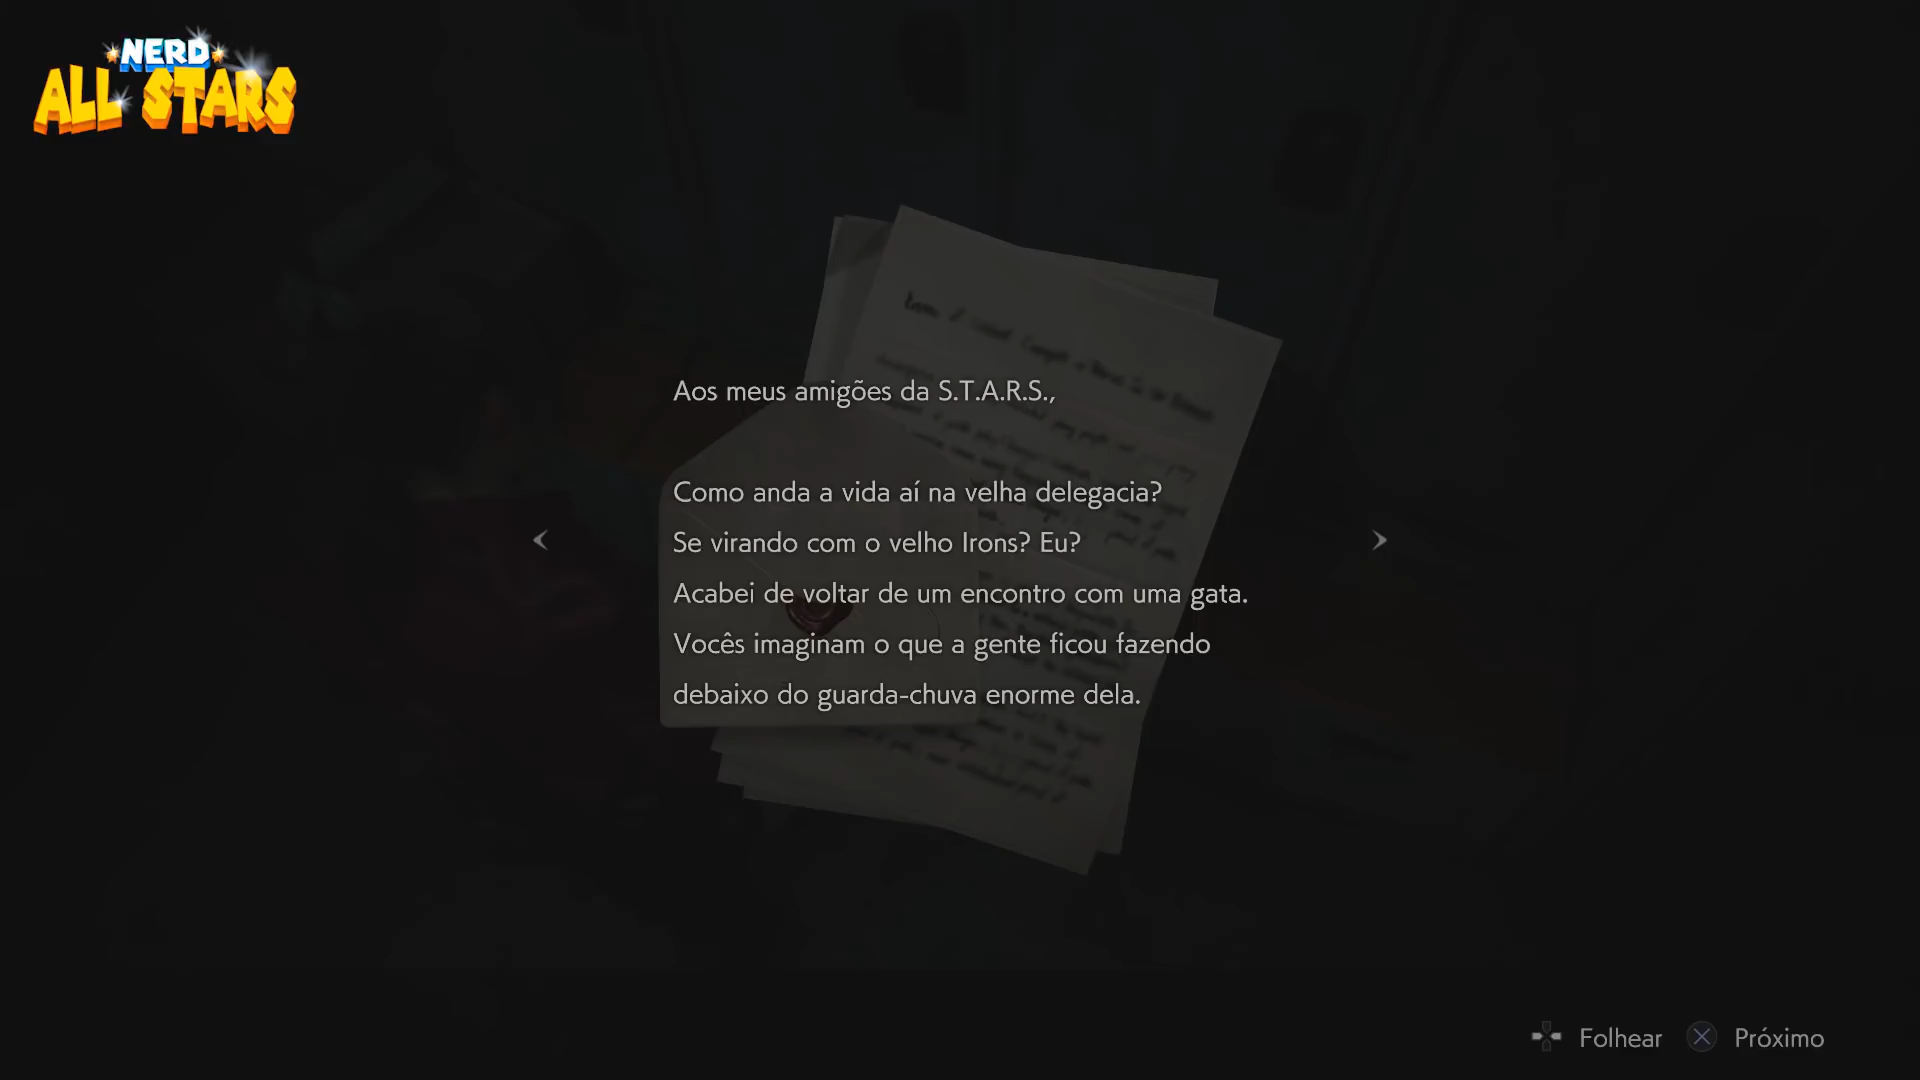 NERD
ALL STARS
Aos meus amigões da S.T.A.R.S.,
Como anda a vida aí na velha delegacia?
Se virando com o velho Irons? Eu?
Acabei de voltar de um encontro com uma gata.
Vocês imaginam o que a gente ficou fazendo
debaixo do guarda-chuva enorme dela.
Folhear
Próximo